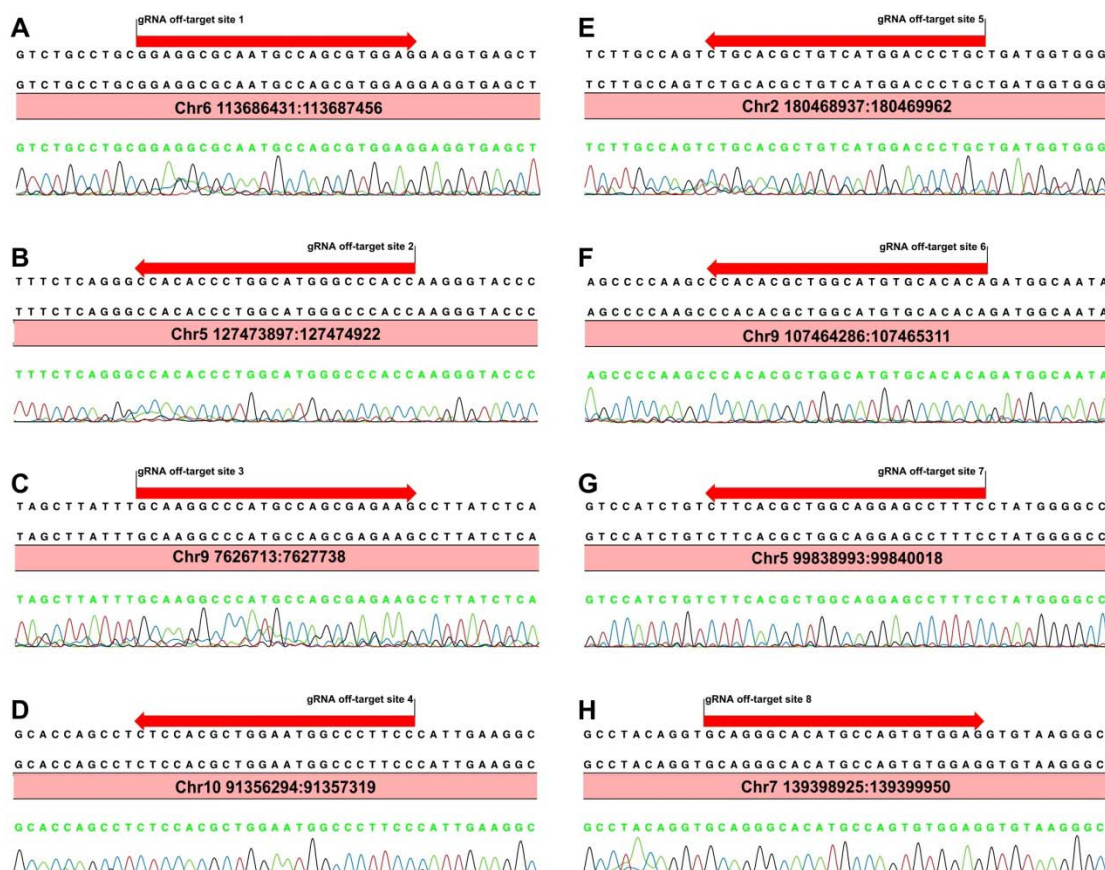 A
gRNA off-target site 1
GTCTGCCTGCGGAGGCGCAATGCCAGCGTGGAGGAGGTGAGCT
GTCTGCCTGCGGAGGCGCAATGCCAGCGTGGAGGAGGTGAGCT
Chr6 113686431:113687456
GTCTGCCTGCGGAGGCGCAATGCCAGCGTGGAGGAGGTGAGCT
B
gRNA off-target site 2
TTTCTCAGGGCCACACCCTGGCATGGGCCCACCAAGGGTACCC
TTTCTCAGGGCCACACCCTGGCATGGGCCCACCAAGGGTACCC
Chr5 127473897:127474922
TTTCTCAGGGCCACACCCTGGCATGGGCCCACCAAGGGTACCC
C
gRNA off-target site 3
TAGCTTATTTGCAAGGCCCATGCCAGCGAGAAGCCTTATCTCA
TAGCTTATTTGCAAGGCCCATGCCAGCGAGAAGCCTTATCTCA
Chr9 7626713:7627738
TAGCTTATTTGCAAGGCCCATGCCAGCGAGAAGCCTTATCTCA
D
gRNA off-target site 4
GCACCAGCCTCTCCACGCTGGAATGGCCCTTCCCATTGAAGGC
GCACCAGCCTCTCCACGCTGGAATGGCCCTTCCCATTGAAGGC
Chr10 91356294:91357319
GCACCAGCCTCTCCACGCTGGAATGGCCCTTCCCATTGAAGGC
E
gRNA off-target site 5
TCTTGCCAGTCTGCACGCTGTCATGGACCCTGCTGATGGTGGG
TCTTGCCAGTCTGCACGCTGTCATGGACCCTGCTGATGGTGGG
Chr2 180468937:180469962
TCTTGCCAGTCTGCACGCTGTCATGGACCCTGCTGATGGTGGG
F
gRNA off-target site 6
AGCCCCAAGCCCACACGCTGGCATGTGCACACAGATGGCAATA
AGCCCCAAGCCCACACGCTGGCATGTGCACACAGATGGCAATA
Chr9 107464286:107465311
AGCCCCAAGCCCACACGCTGGCATGTGCACACAGATGGCAATA
G
gRNA off-target site 7
GTCCATCTGTCTTCACGCTGGCAGGAGCCTTTCCTATGGGGCC
GTCCATCTGTCTTCACGCTGGCAGGAGCCTTTCCTATGGGGCC
Chr5 99838993:99840018
GTCCATCTGTCTTCACGCTGGCAGGAGCCTTTCCTATGGGGCC
H
gRNA off-target site 8
GCCTACAGGTGCAGGGCACATGCCAGTGTGGAGGTGTAAGGGC
GCCTACAGGTGCAGGGCACATGCCAGTGTGGAGGTGTAAGGGC
Chr7 139398925:139399950
GCCTACAGGTGCAGGGCACATGCCAGTGTGGAGGTGTAAGGGC